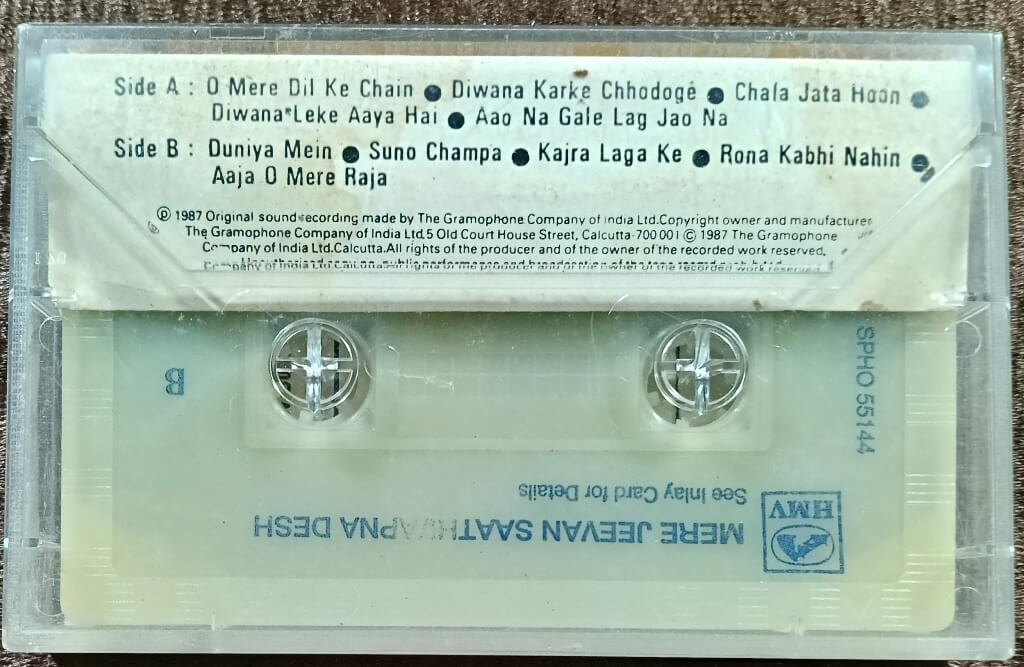 Side A : O Mere Dil Ke Chain ● Diwana Karke Chhodoge ● Chala Jata Hoon ●
Diwana Leke Aaya Hai ● Aao Na Gale Lag Jao Na
Side B : Duniya Mein ● Suno Champa ● Kajra Laga Ke ● Rona Kabhi Nahin ●
Aaja O Mere Raja
℗ 1987 Original sound recording made by The Gramophone Company of India Ltd.Copyright owner and manufacturer
The Gramophone Company of India Ltd.5 Old Court House Street, Calcutta-700 001 © 1987 The Gramophone
Company of India Ltd.Calcutta.All rights of the producer and of the owner of the recorded work reserved.
B
SPHO 55144
HMV
See Inlay Card for Details
MERE JEEVAN SAATHI/APNA DESH